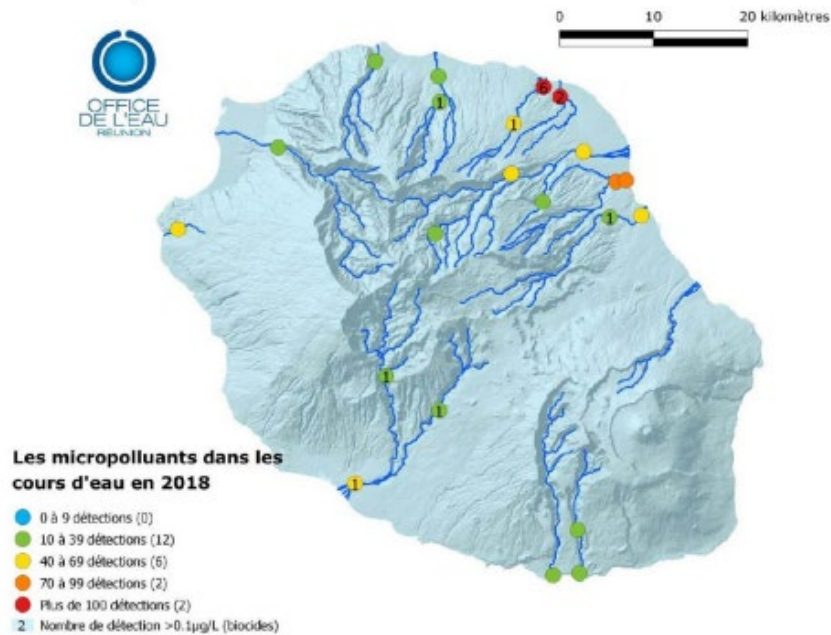 0 10 20 kilomètres
OFFICE
DE L'EAU
RÉUNION
6
2
1
1
1
1
1
1
Les micropolluants dans les
cours d'eau en 2018
0 à 9 détections (0)
10 à 39 détections (12)
40 à 69 détections (6)
70 à 99 détections (2)
Plus de 100 détections (2)
2 Nombre de détection >0.1µg/L (biocides)